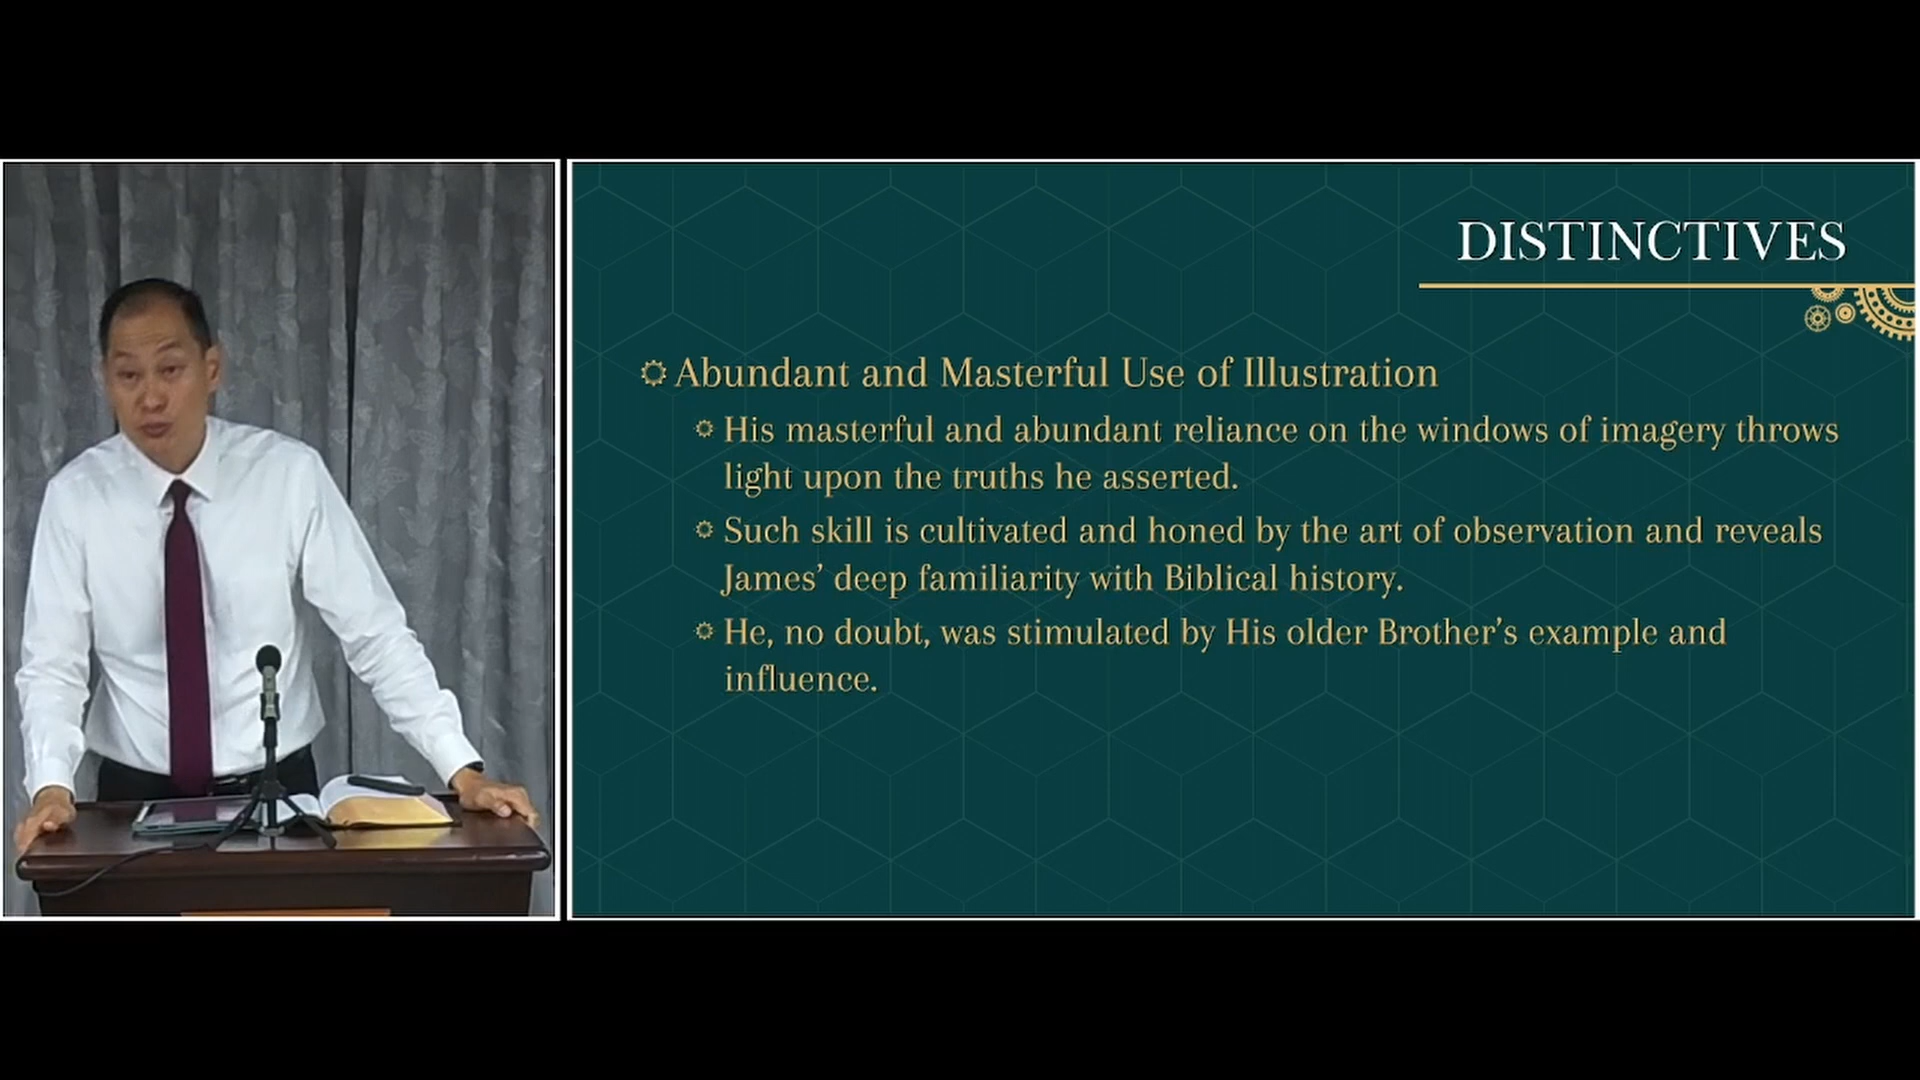 DISTINCTIVES
Abundant and Masterful Use of Illustration
His masterful and abundant reliance on the windows of imagery throws
light upon the truths he asserted.
Such skill is cultivated and honed by the art of observation and reveals
James’ deep familiarity with Biblical history.
He, no doubt, was stimulated by His older Brother’s example and
influence.